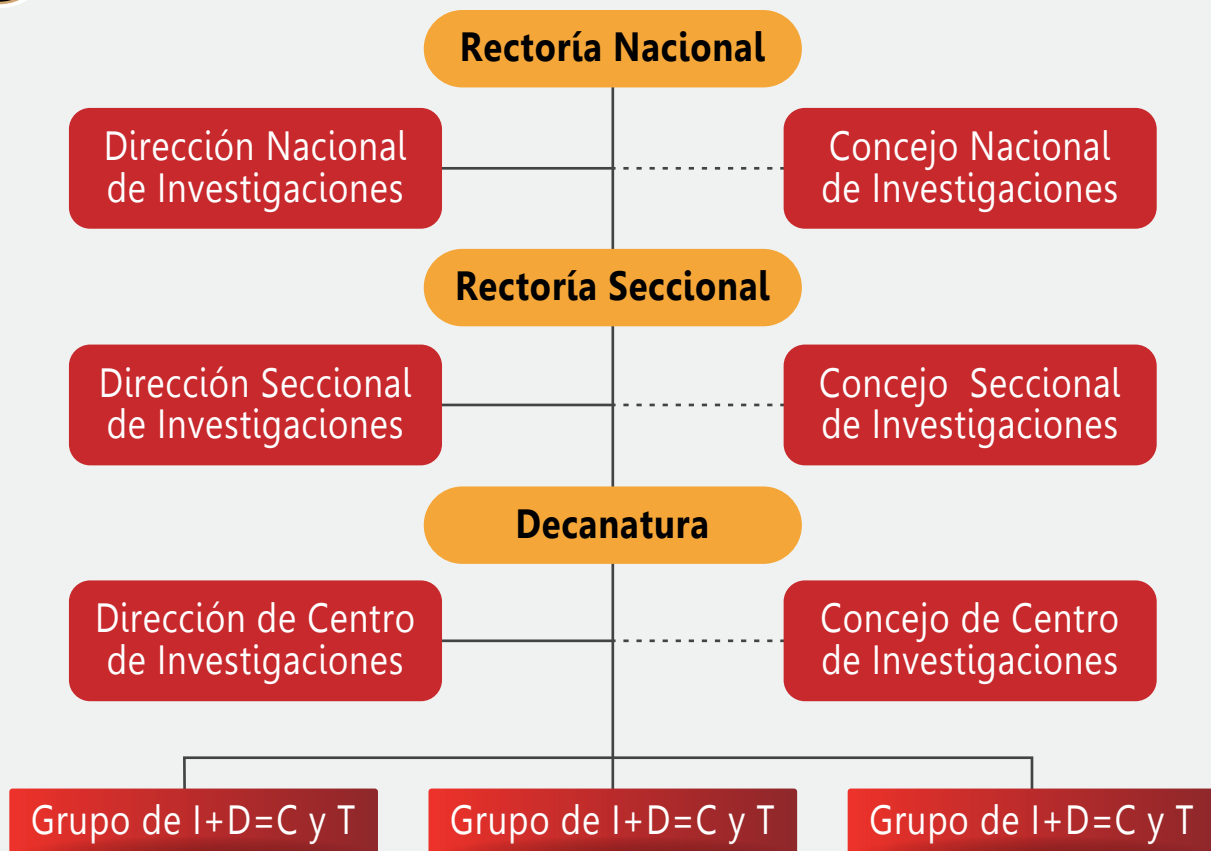 Rectoría Nacional
Dirección Nacional
de Investigaciones
Concejo Nacional
de Investigaciones
Rectoría Seccional
Dirección Seccional
de Investigaciones
Concejo Seccional
de Investigaciones
Decanatura
Dirección de Centro
de Investigaciones
Concejo de Centro
de Investigaciones
Grupo de I+D=C y T
Grupo de I+D=C y T
Grupo de I+D=C y T